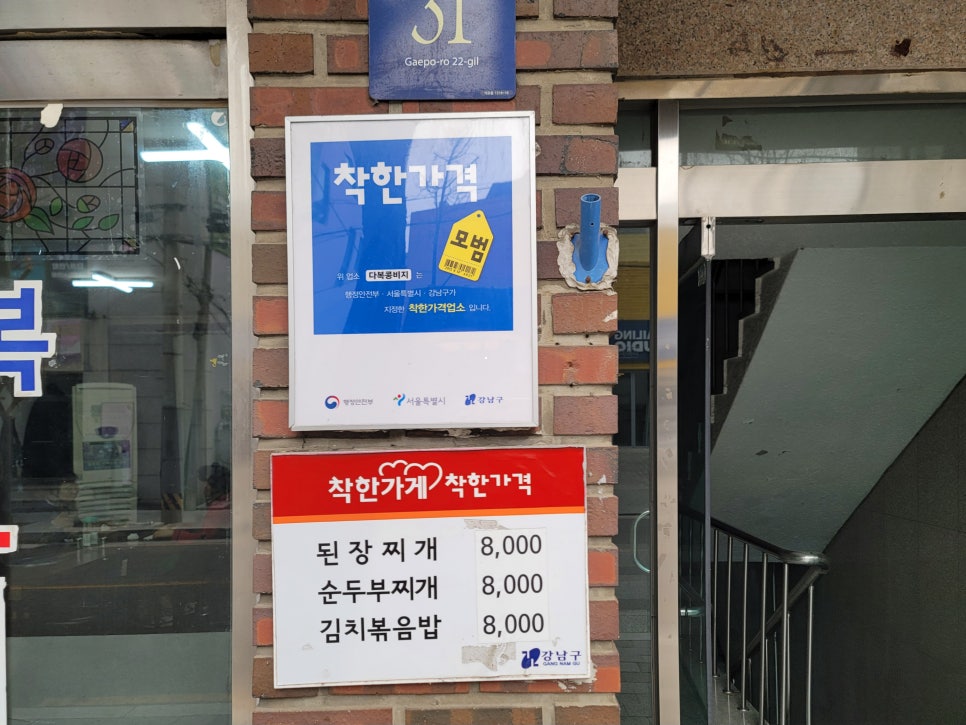 31
Gaepo-ro 22-gil
착한가격
모범
위 업소 다복콩비지 는
행정안전부 · 서울특별시 · 강남구가
지정한 착한가격업소 입니다.
행정안전부 서울특별시 강남구
복
착한가게 착한가격
된장찌개 8,000
순두부찌개 8,000
김치볶음밥 8,000
강남구
GANG NAM GU